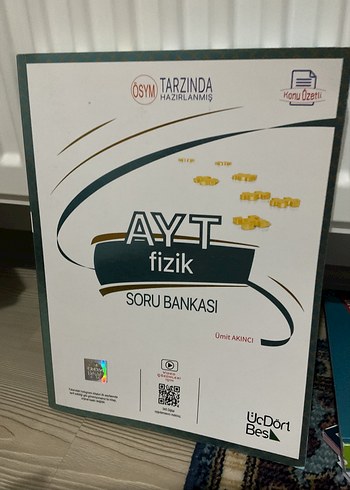 ÖSYM TARZINDA
HAZIRLANMIŞ
Konu Özetli
AYT
fizik
SORU BANKASI
Ümit AKINCI
ÜçDört
Beş